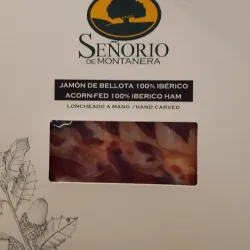 SEÑORIO
DE MONTANERA
JAMÓN DE BELLOTA 100% IBÉRICO
ACORN-FED 100% IBERICO HAM
LONCHEADO A MANO / HAND CARVED